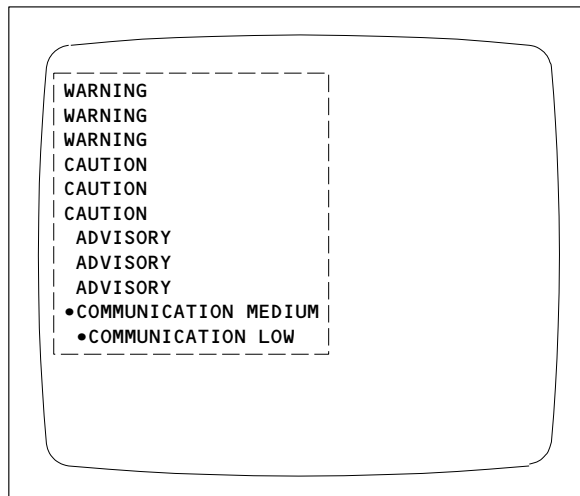 WARNING
WARNING
WARNING
CAUTION
CAUTION
CAUTION
ADVISORY
ADVISORY
ADVISORY
•COMMUNICATION MEDIUM
•COMMUNICATION LOW